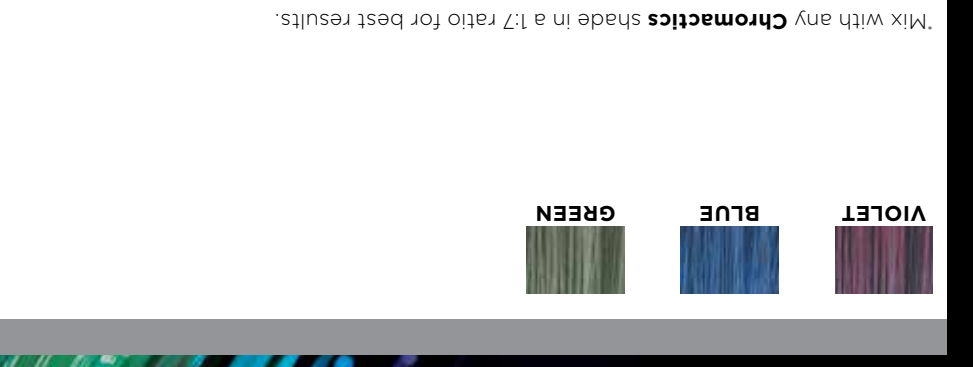 VIOLET BLUE GREEN
*Mix with any Chromactics shade in a 1:7 ratio for best results.